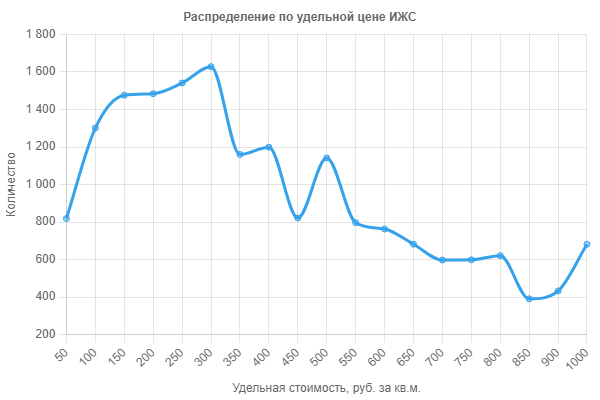 Распределение по удельной цене ИЖС
Количество
1 800
1 600
1 400
1 200
1 000
800
600
400
200
50 100 150 200 250 300 350 400 450 500 550 600 650 700 750 800 850 900 1000
Удельная стоимость, руб. за кв.м.